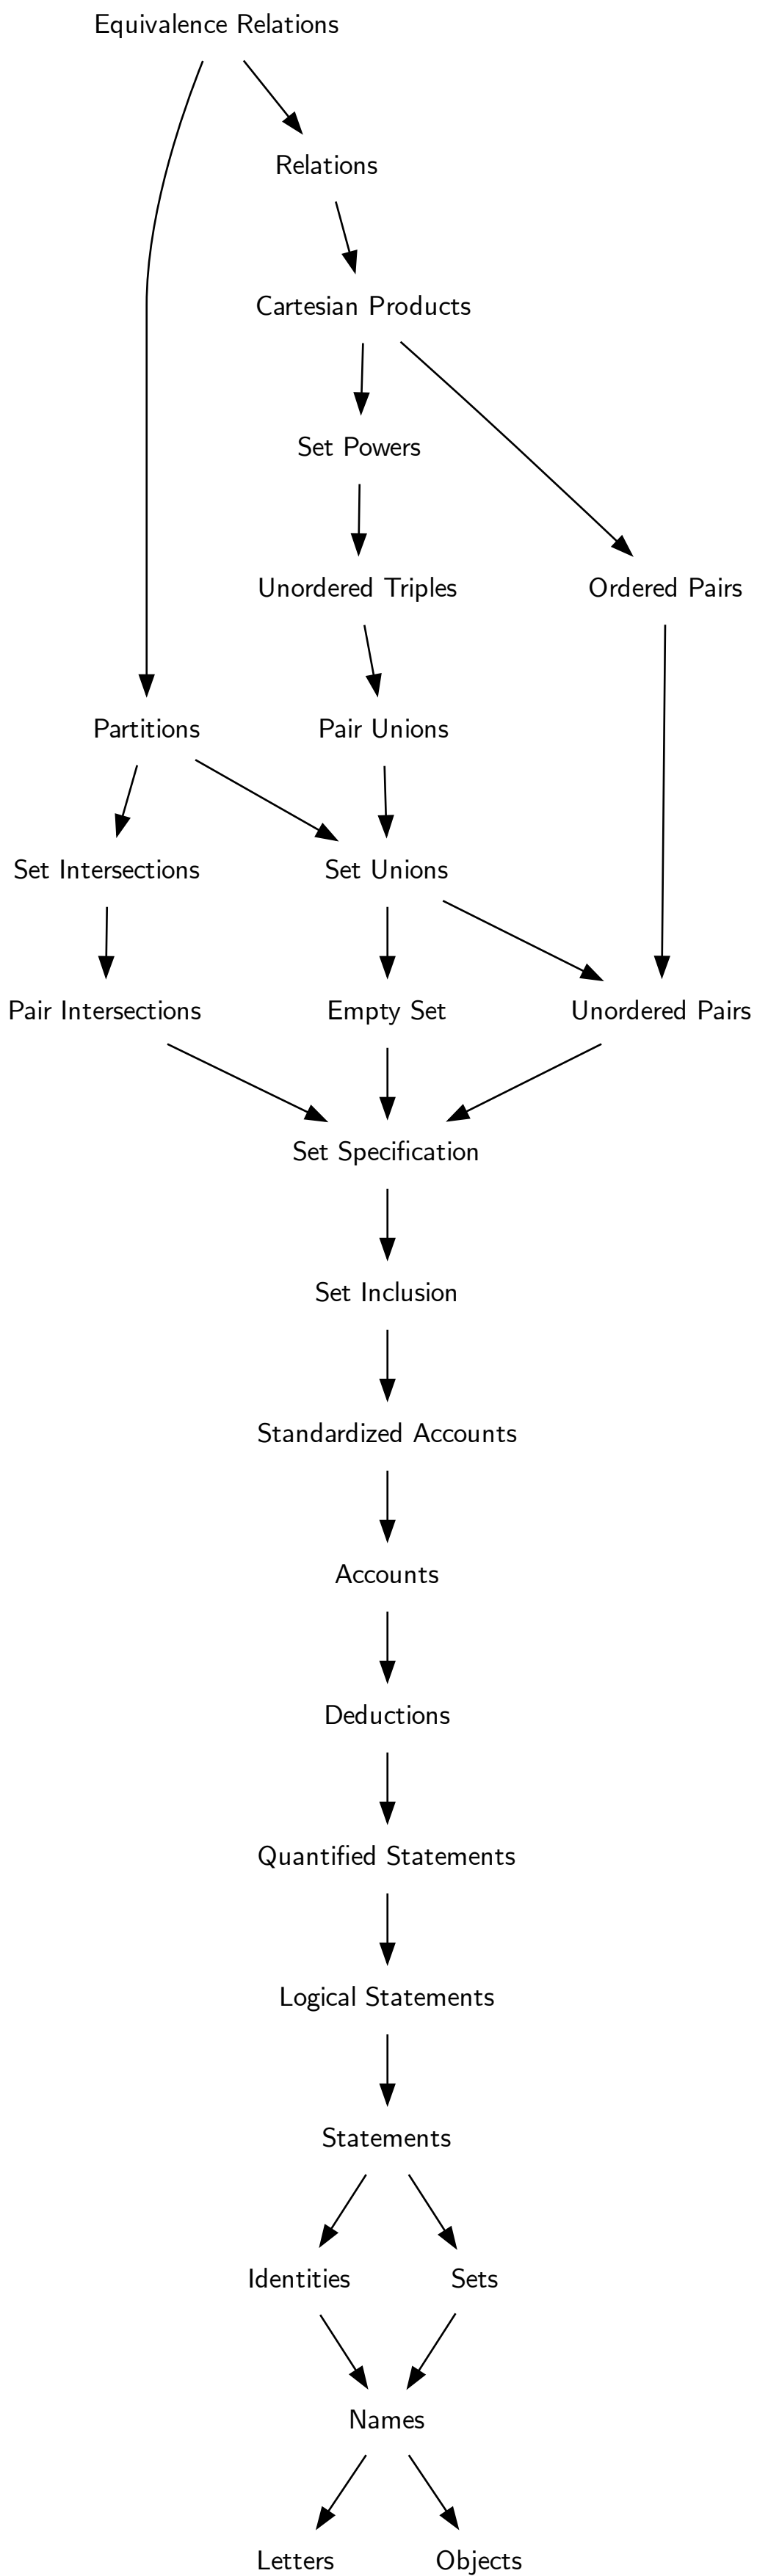 Equivalence Relations
Relations
Cartesian Products
Set Powers
Unordered Triples
Ordered Pairs
Partitions
Pair Unions
Set Intersections
Set Unions
Pair Intersections
Empty Set
Unordered Pairs
Set Specification
Set Inclusion
Standardized Accounts
Accounts
Deductions
Quantified Statements
Logical Statements
Statements
Identities
Sets
Names
Letters
Objects